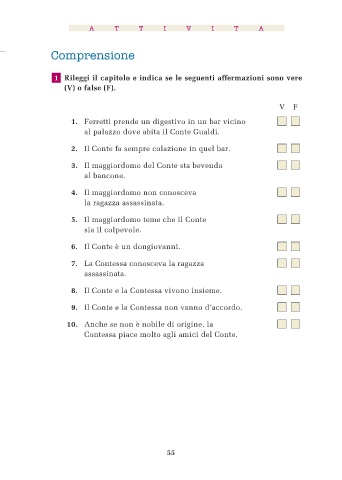 A T T I V I T À
Comprensione
1 Rileggi il capitolo e indica se le seguenti affermazioni sono vere
(V) o false (F).
V F
1. Ferretti prende un digestivo in un bar vicino
al palazzo dove abita il Conte Gualdi.
2. Il Conte fa sempre colazione in quel bar.
3. Il maggiordomo del Conte sta bevendo
al bancone.
4. Il maggiordomo non conosceva
la ragazza assassinata.
5. Il maggiordomo teme che il Conte
sia il colpevole.
6. Il Conte è un dongiovanni.
7. La Contessa conosceva la ragazza
assassinata.
8. Il Conte e la Contessa vivono insieme.
9. Il Conte e la Contessa non vanno d'accordo.
10. Anche se non è nobile di origine, la
Contessa piace molto agli amici del Conte.
55